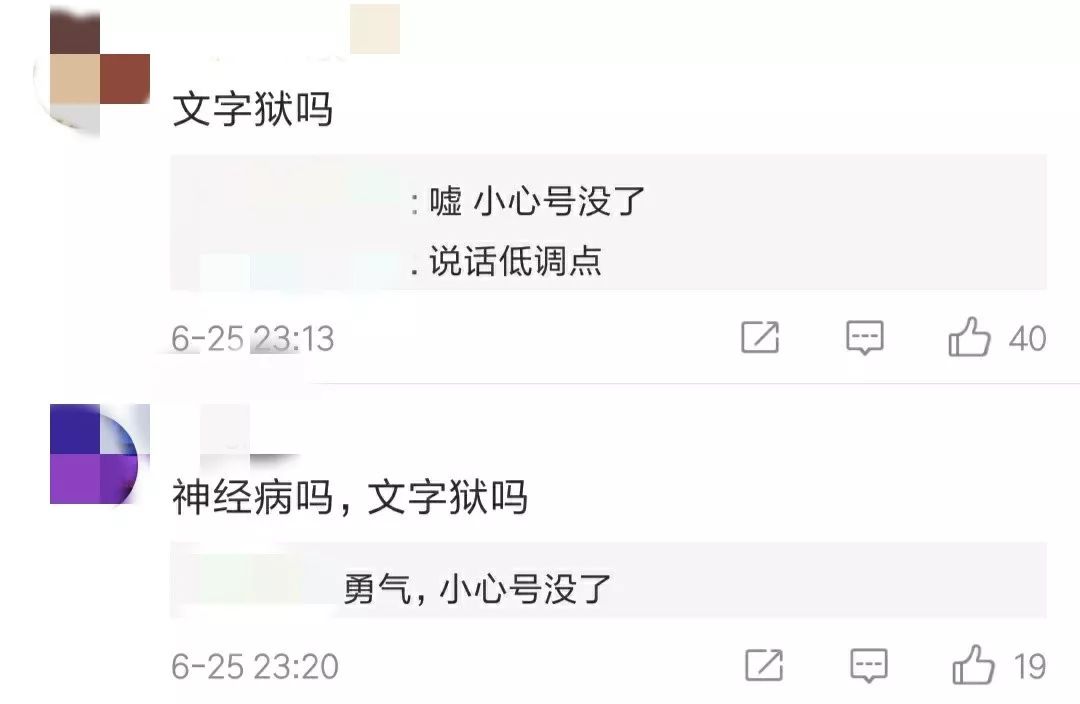 文字狱吗
: 嘘 小心号没了
. 说话低调点
6-25 23:13
40
神经病吗，文字狱吗
勇气，小心号没了
6-25 23:20
19